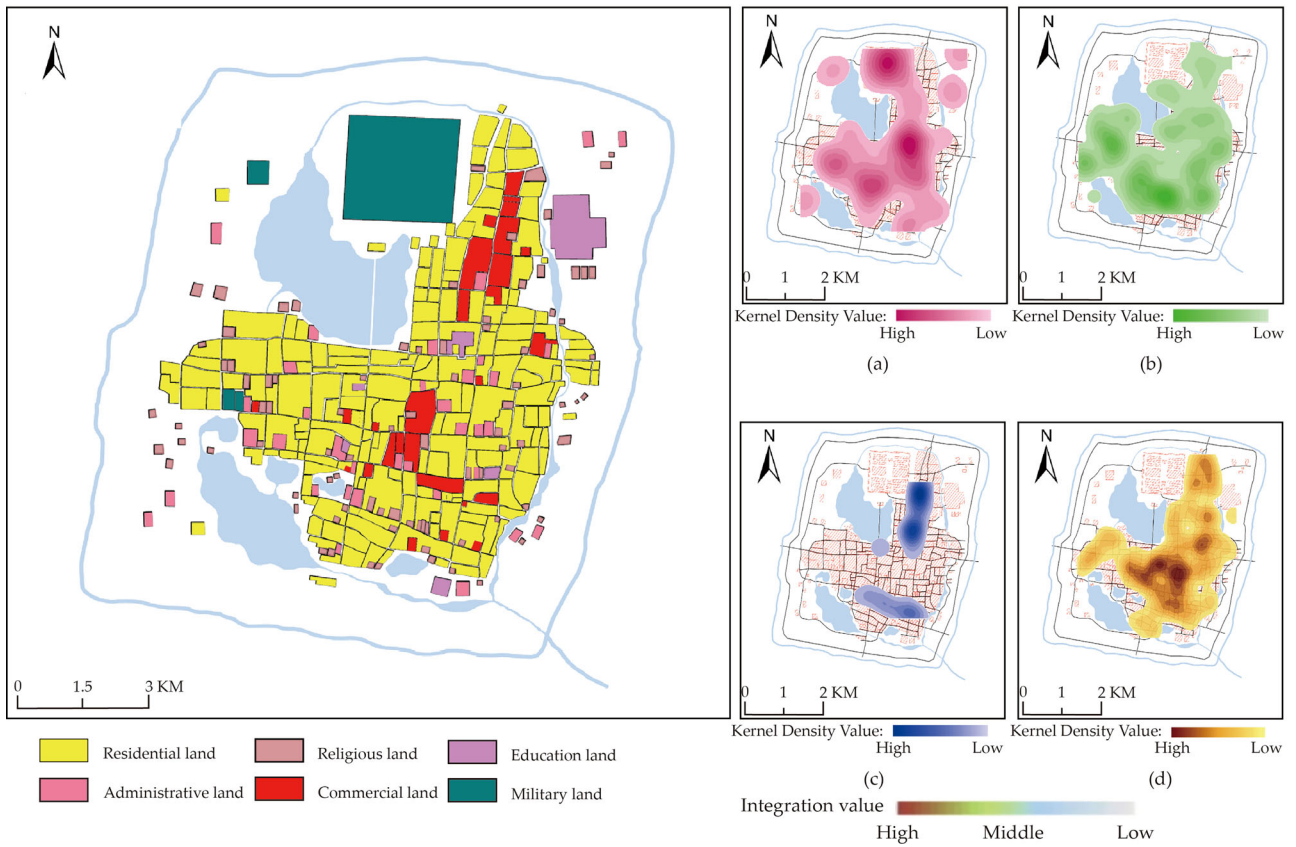 N
0 1.5 3 KM
Residential land
Religious land
Education land
Administrative land
Commercial land
Military land
N
0 1 2 KM
Kernel Density Value:
High Low
(a)
N
0 1 2 KM
Kernel Density Value:
High Low
(b)
N
0 1 2 KM
Kernel Density Value:
High Low
(c)
N
0 1 2 KM
Kernel Density Value:
High Low
(d)
Integration value
High Middle Low